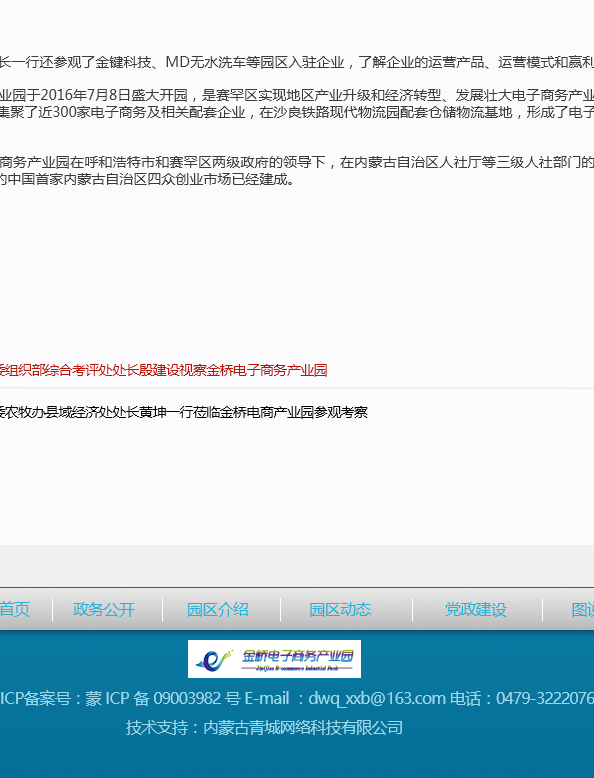 长一行还参观了金键科技、MD无水洗车等园区入驻企业，了解企业的运营产品、运营模式和赢利
业园于2016年7月8日盛大开园，是赛罕区实现地区产业升级和经济转型、发展壮大电子商务产业
集聚了近300家电子商务及相关配套企业，在沙良铁路现代物流园配套仓储物流基地，形成了电子
商务产业园在呼和浩特市和赛罕区两级政府的领导下，在内蒙古自治区人社厅等三级人社部门的
的中国首家内蒙古自治区四众创业市场已经建成。
委组织部综合考评处处长殷建设视察金桥电子商务产业园
委农牧办县域经济处处长黄坤一行莅临金桥电商产业园参观考察
首页 政务公开 园区介绍 园区动态 党政建设 图说
金桥电子商务产业园
JinQiao E-commerce Industrial Park
ICP备案号：蒙 ICP 备 09003982 号 E-mail ：dwq_xxb@163.com 电话：0479-3222076
技术支持：内蒙古青城网络科技有限公司